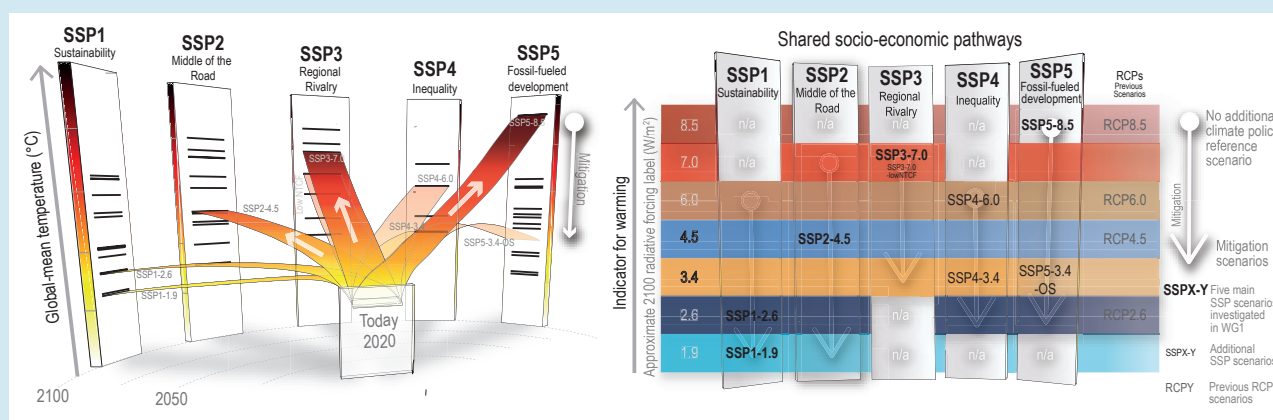 SSP1
Sustainability
SSP2
Middle of the
Road
SSP3
Regional
Rivalry
SSP4
Inequality
SSP5
Fossil-fueled
development
Global-mean temperature (°C)
SSP5-8.5
SSP3-7.0
Low NTCF
SSP4-6.0
SSP2-4.5
SSP5-3.4-OS
SSP1-2.6
SSP1-1.9
Mitigation
Today
2020
2100
2050
Shared socio-economic pathways
Indicator for warming
Approximate 2100 radiative forcing label (W/m²)
SSP1
Sustainability
SSP2
Middle of the
Road
SSP3
Regional
Rivalry
SSP4
Inequality
SSP5
Fossil-fueled
development
RCPs
Previous
Scenarios
8.5
n/a
n/a
n/a
n/a
SSP5-8.5
RCP8.5
7.0
n/a
SSP3-7.0
SSP3-7.0
-lowNTCF
n/a
6.0
SSP4-6.0
RCP6.0
4.5
SSP2-4.5
RCP4.5
3.4
SSP4-3.4
SSP5-3.4
-OS
2.6
SSP1-2.6
n/a
RCP2.6
1.9
SSP1-1.9
n/a
n/a
n/a
No additiona
climate polic
reference
scenario
Mitigation
Mitigation
scenarios
SSPX-Y
Five main
SSP scenario
investigated
in WG1
SSPX-Y
Additional
SSP scenarios
RCPY
Previous RCP
scenarios